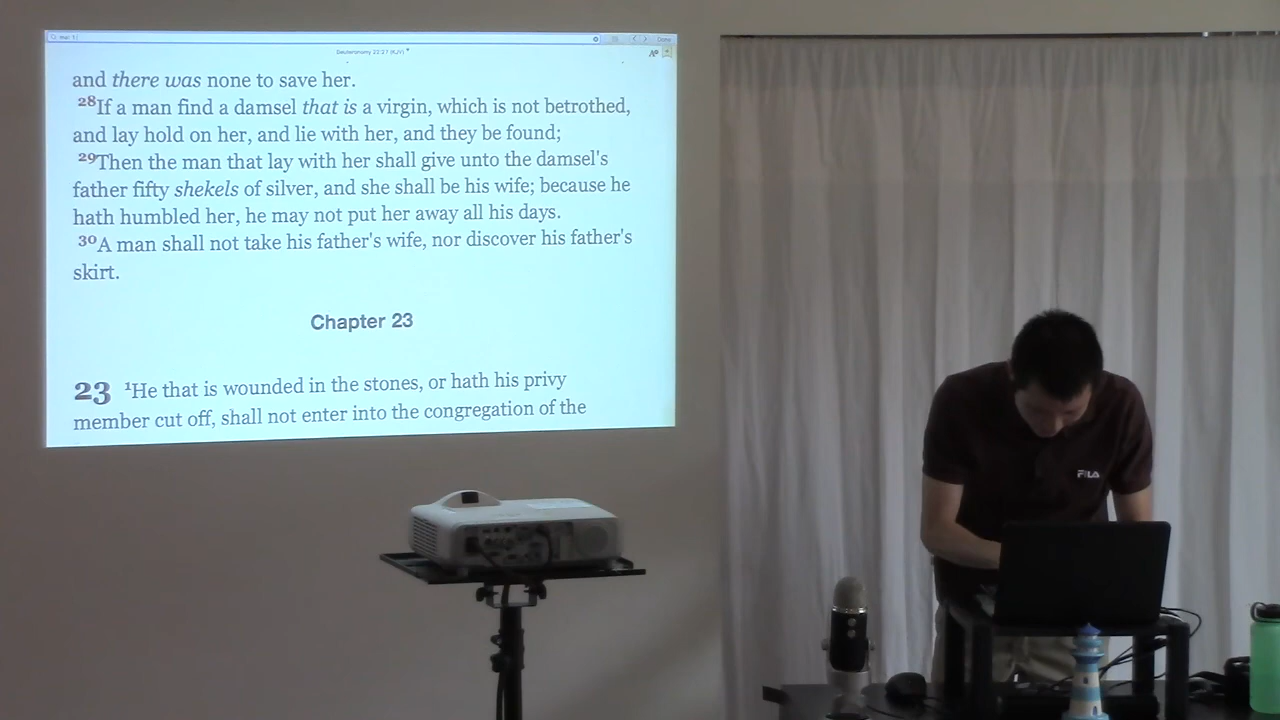 Deuteronomy 22:27 (KJV)
Done
and there was none to save her.
28If a man find a damsel that is a virgin, which is not betrothed,
and lay hold on her, and lie with her, and they be found;
29Then the man that lay with her shall give unto the damsel's
father fifty shekels of silver, and she shall be his wife; because he
hath humbled her, he may not put her away all his days.
30A man shall not take his father's wife, nor discover his father's
skirt.
Chapter 23
23 1He that is wounded in the stones, or hath his privy
member cut off, shall not enter into the congregation of the
FILA